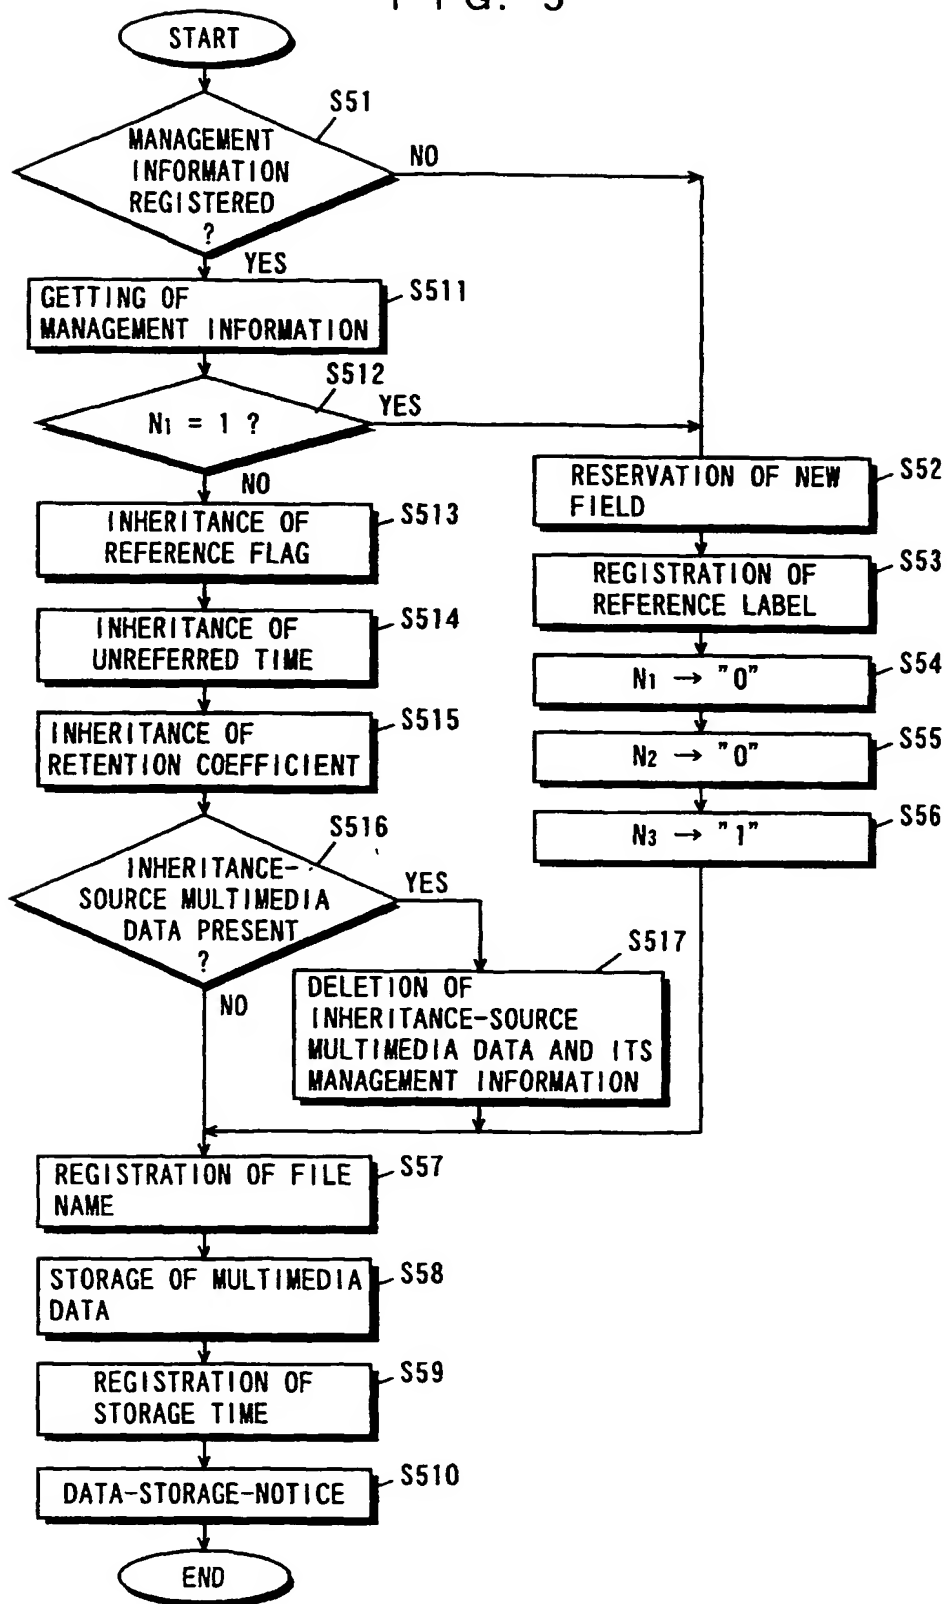 FIG. 5
START
S51
MANAGEMENT
INFORMATION
REGISTERED
?
NO
YES
GETTING OF
MANAGEMENT INFORMATION
S511
S512
N1 = 1 ?
YES
NO
RESERVATION OF NEW
FIELD
S52
INHERITANCE OF
REFERENCE FLAG
S513
REGISTRATION OF
REFERENCE LABEL
S53
INHERITANCE OF
UNREFERRED TIME
S514
N1 → "0"
S54
INHERITANCE OF
RETENTION COEFFICIENT
S515
N2 → "0"
S55
N3 → "1"
S56
S516
INHERITANCE-
SOURCE MULTIMEDIA
DATA PRESENT
?
YES
NO
S517
DELETION OF
INHERITANCE-SOURCE
MULTIMEDIA DATA AND ITS
MANAGEMENT INFORMATION
REGISTRATION OF FILE
NAME
S57
STORAGE OF MULTIMEDIA
DATA
S58
REGISTRATION OF
STORAGE TIME
S59
DATA-STORAGE-NOTICE
S510
END